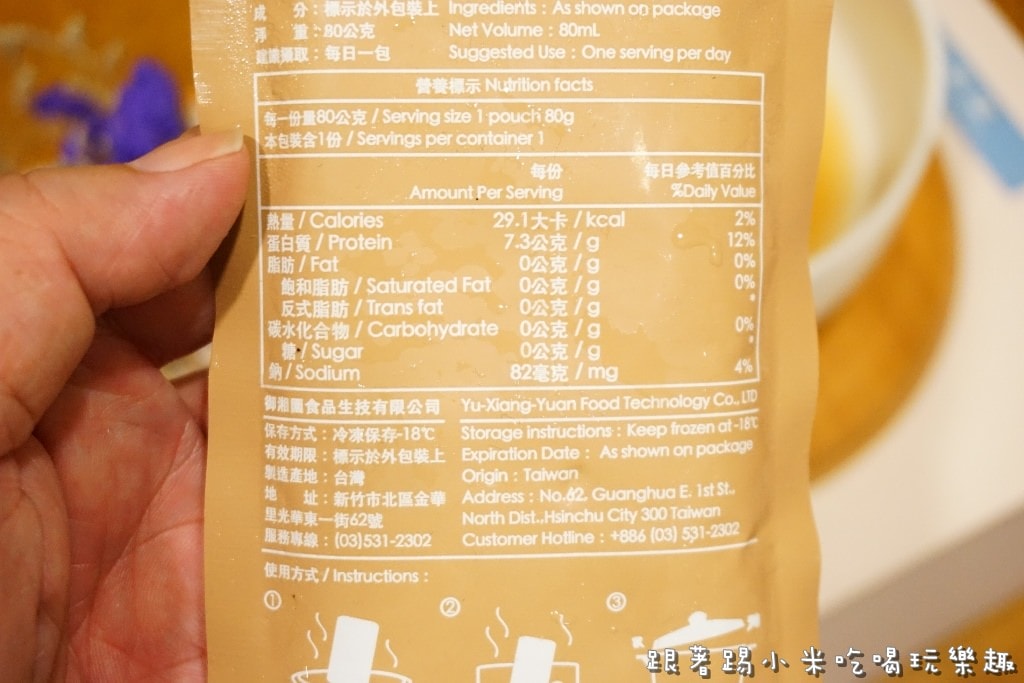 成　分：標示於外包裝上 Ingredients : As shown on package
淨　重：80公克 Net Volume : 80mL
建議攝取：每日一包 Suggested Use : One serving per day
營養標示 Nutrition facts
每一份量80公克 / Serving size 1 pouch 80g
本包裝含1份 / Servings per container 1
每份 每日參考值百分比
Amount Per Serving %Daily Value
熱量 / Calories 29.1大卡 / kcal 2%
蛋白質 / Protein 7.3公克 / g 12%
脂肪 / Fat 0公克 / g 0%
飽和脂肪 / Saturated Fat 0公克 / g 0%
反式脂肪 / Trans fat 0公克 / g *
碳水化合物 / Carbohydrate 0公克 / g 0%
糖 / Sugar 0公克 / g *
鈉 / Sodium 82毫克 / mg 4%
御湘園食品生技有限公司 Yu-Xiang-Yuan Food Technology Co., LTD
保存方式：冷凍保存-18℃ Storage instructions : Keep frozen at -18℃
有效期限：標示於外包裝上 Expiration Date : As shown on package
製造產地：台灣 Origin : Taiwan
地　址：新竹市北區金華 Address : No.62, Guanghua E. 1st St.,
里光華東一街62號 North Dist.,Hsinchu City 300 Taiwan
服務專線：(03)531-2302 Customer Hotline : +886 (03) 531-2302
使用方式 / Instructions :
① ② ③
跟著踢小米吃喝玩樂趣